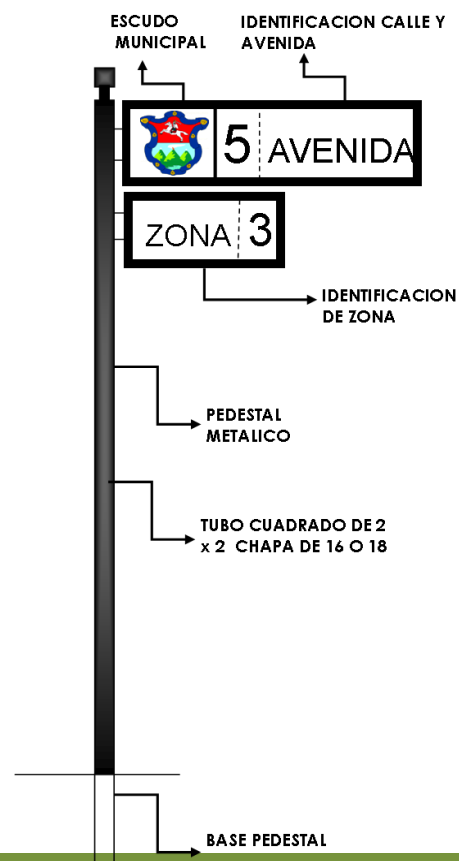 ESCUDO
MUNICIPAL
IDENTIFICACION CALLE Y
AVENIDA
5 AVENIDA
ZONA 3
IDENTIFICACION
DE ZONA
PEDESTAL
METALICO
TUBO CUADRADO DE 2
x 2 CHAPA DE 16 O 18
BASE PEDESTAL